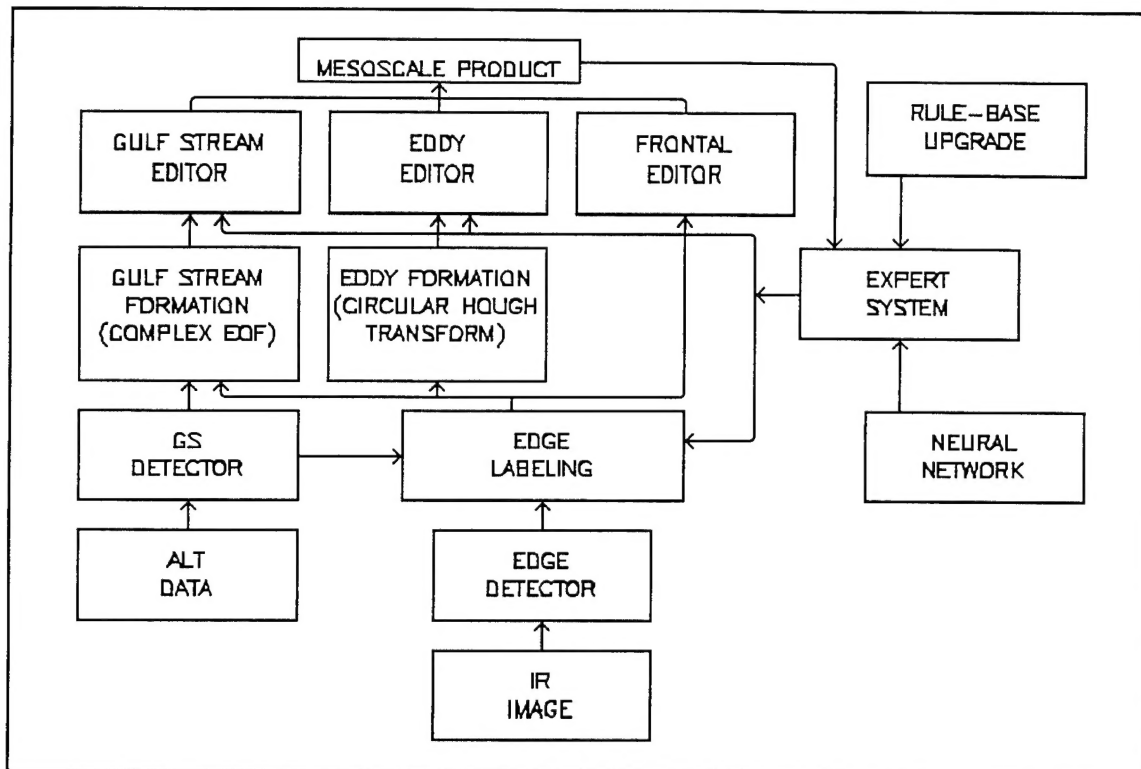 MESOSCALE PRODUCT
GULF STREAM
EDITOR
EDDY
EDITOR
FRONTAL
EDITOR
RULE-BASE
UPGRADE
GULF STREAM
FORMATION
(COMPLEX EOF)
EDDY FORMATION
(CIRCULAR HOUGH
TRANSFORM)
EXPERT
SYSTEM
GS
DETECTOR
EDGE
LABELING
NEURAL
NETWORK
ALT
DATA
EDGE
DETECTOR
IR
IMAGE